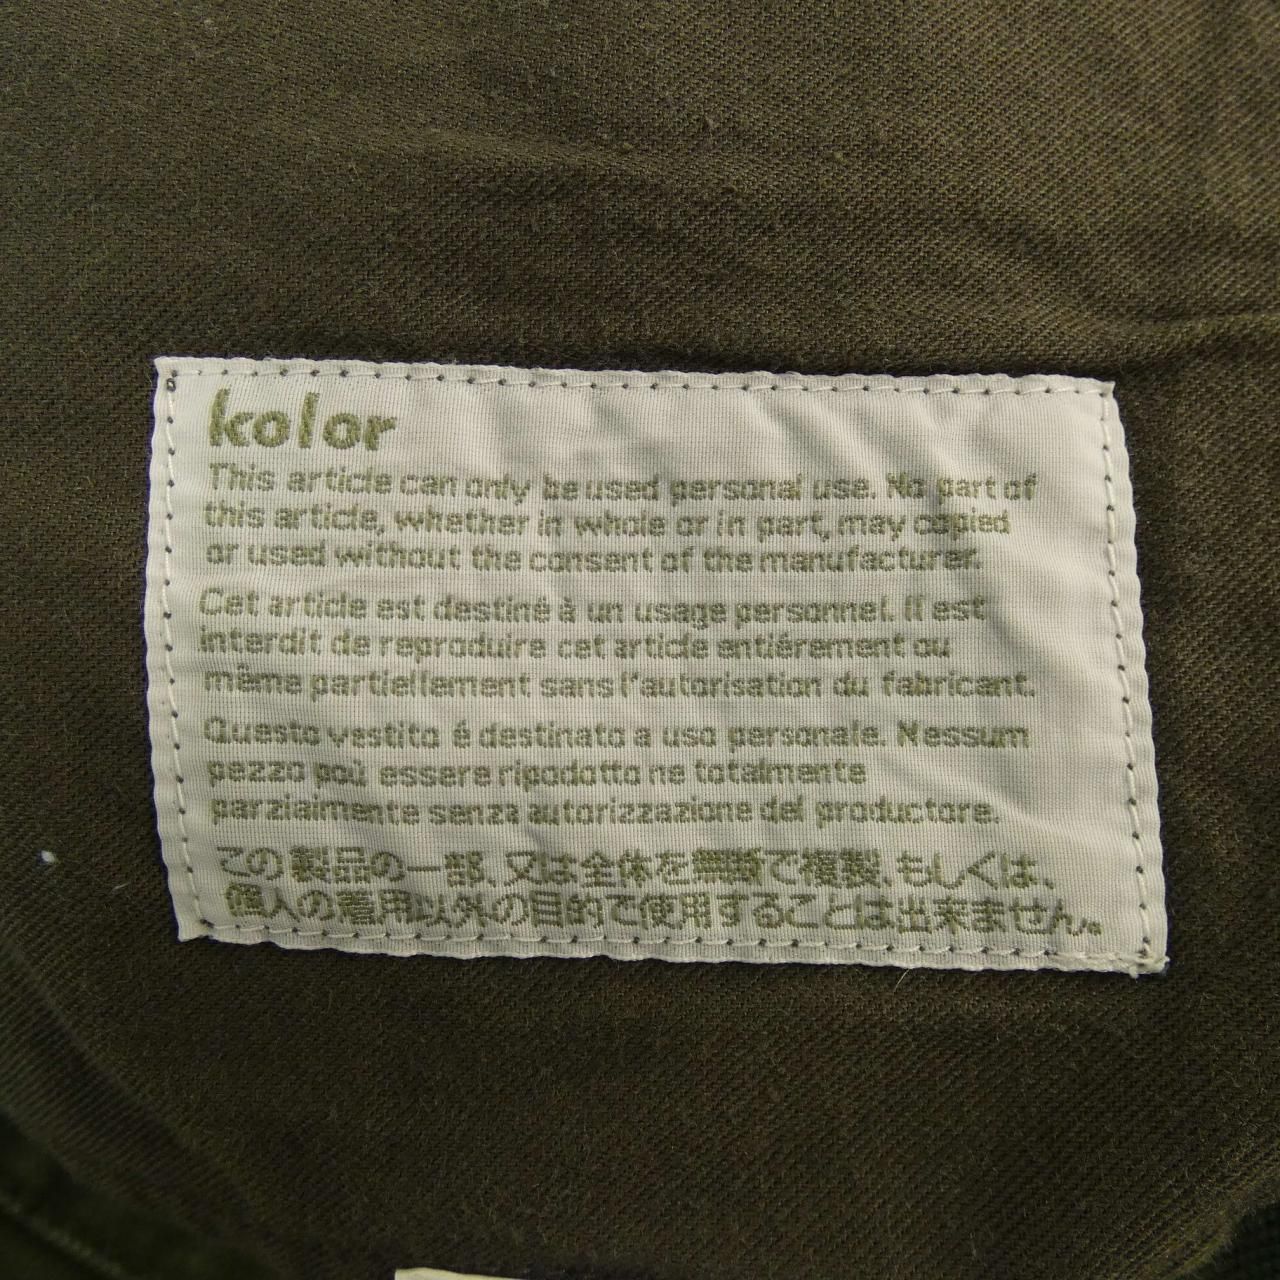 kolor
This article can only be used personal use. No part of
this article, whether in whole or in part, may copied
or used without the consent of the manufacturer.
Cet article est destiné à un usage personnel. Il est
interdit de reproduire cet article entiérement ou
même partiellement sans l'autorisation du fabricant.
Questo vestito é destinato a uso personale. Nessum
pezzo poù essere ripodotto ne totalmente
parziaimente senza autorizzazione del productore.
この製品の一部、又は全体を無断で複製、もしくは、
個人の着用以外の目的で使用することは出来ません。